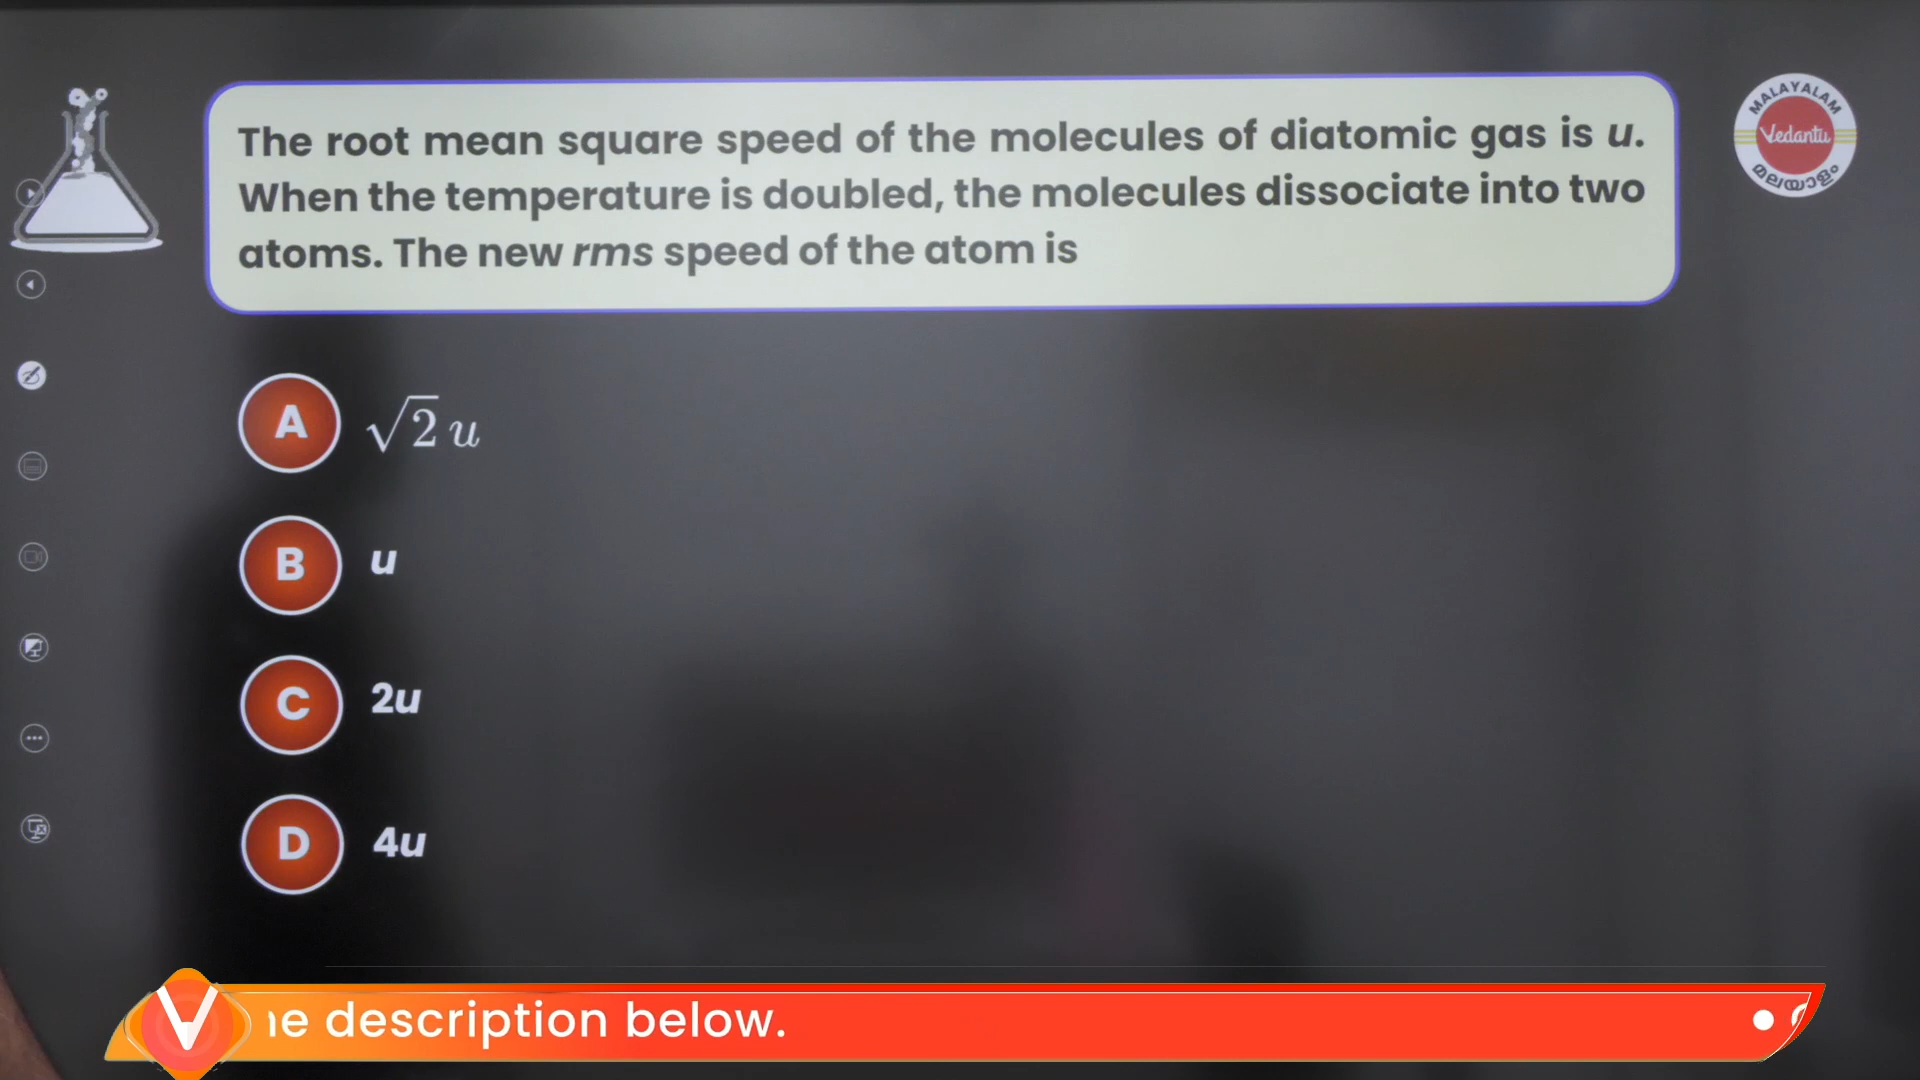 The root mean square speed of the molecules of diatomic gas is u.
When the temperature is doubled, the molecules dissociate into two
atoms. The new rms speed of the atom is
MALAYALAM
Vedantu
മലയാളം
A √2 u
B u
C 2u
D 4u
description below.